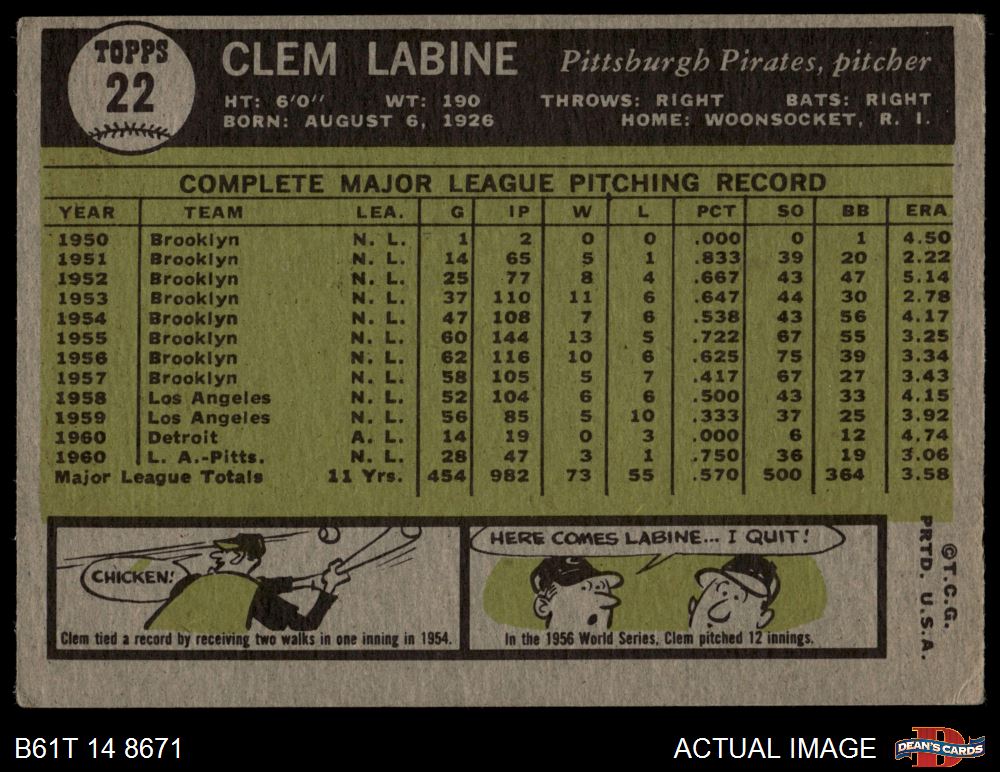 TOPPS
22
CLEM LABINE
Pittsburgh Pirates, pitcher
HT: 6'0" WT: 190 THROWS: RIGHT BATS: RIGHT
BORN: AUGUST 6, 1926 HOME: WOONSOCKET, R. I.
COMPLETE MAJOR LEAGUE PITCHING RECORD
YEAR TEAM LEA. G IP W L PCT SO BB ERA
1950 Brooklyn N. L. 1 2 0 0 .000 0 1 4.50
1951 Brooklyn N. L. 14 65 5 1 .833 39 20 2.22
1952 Brooklyn N. L. 25 77 8 4 .667 43 47 5.14
1953 Brooklyn N. L. 37 110 11 6 .647 44 30 2.78
1954 Brooklyn N. L. 47 108 7 6 .538 43 56 4.17
1955 Brooklyn N. L. 60 144 13 5 .722 67 55 3.25
1956 Brooklyn N. L. 62 116 10 6 .625 75 39 3.34
1957 Brooklyn N. L. 58 105 5 7 .417 67 27 3.43
1958 Los Angeles N. L. 52 104 6 6 .500 43 33 4.15
1959 Los Angeles N. L. 56 85 5 10 .333 37 25 3.92
1960 Detroit A. L. 14 19 0 3 .000 6 12 4.74
1960 L. A.-Pitts. N. L. 28 47 3 1 .750 36 19 3.06
Major League Totals 11 Yrs. 454 982 73 55 .570 500 364 3.58
CHICKEN!
Clem tied a record by receiving two walks in one inning in 1954.
HERE COMES LABINE... I QUIT!
In the 1956 World Series, Clem pitched 12 innings.
©T.C.G.
PRTD. U.S.A.
B61T 14 8671
ACTUAL IMAGE
D
DEAN'S CARDS